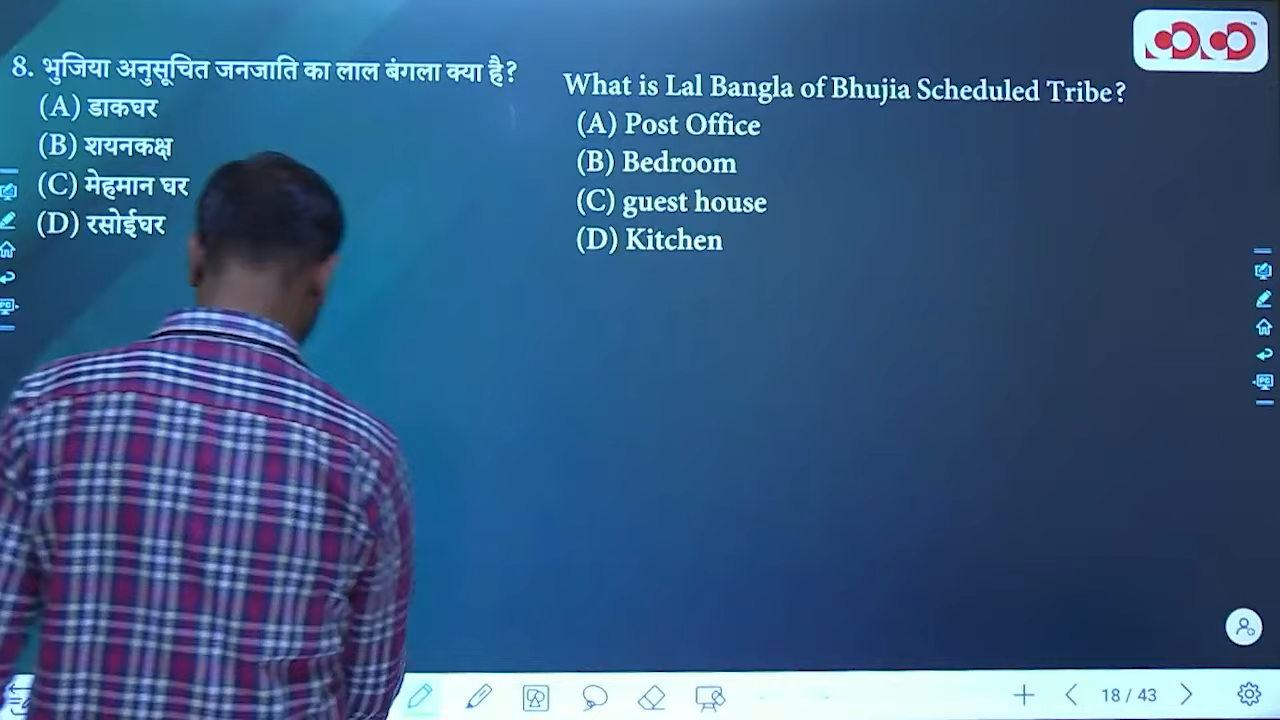 8. भुजिया अनुसूचित जनजाति का लाल बंगला क्या है?
(A) डाकघर
(B) शयनकक्ष
(C) मेहमान घर
(D) रसोईघर
What is Lal Bangla of Bhujia Scheduled Tribe?
(A) Post Office
(B) Bedroom
(C) guest house
(D) Kitchen
18 / 43